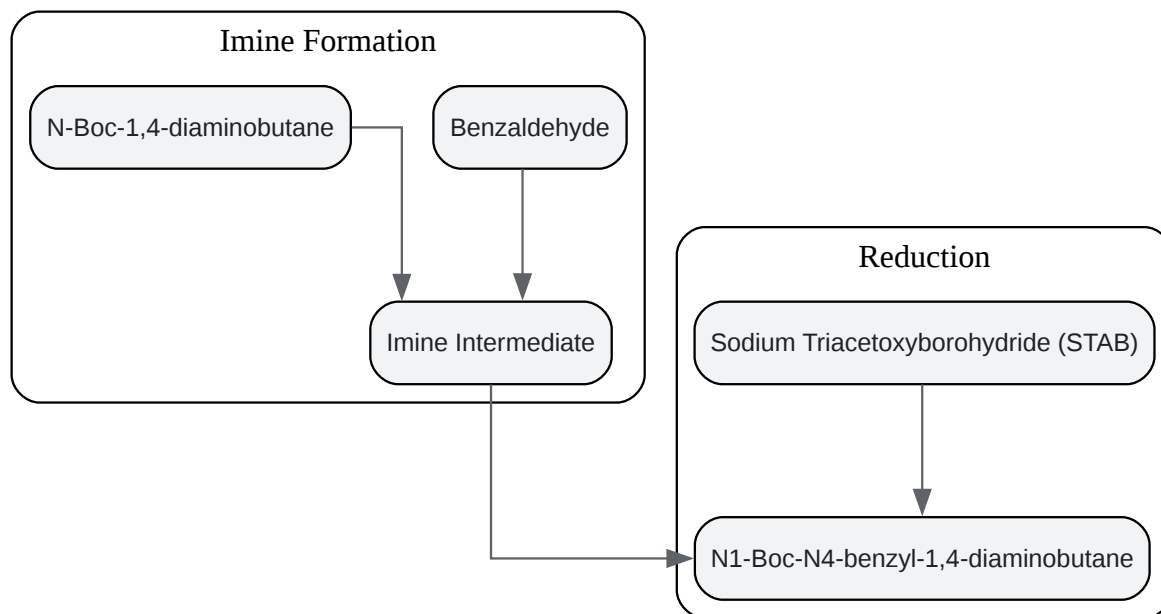 Imine Formation
N-Boc-1,4-diaminobutane
Benzaldehyde
Imine Intermediate
Reduction
Sodium Triacetoxyborohydride (STAB)
N1-Boc-N4-benzyl-1,4-diaminobutane